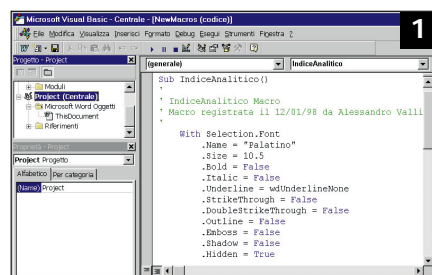 Microsoft Visual Basic - Centrale - [NewMacros (codice)]
1
File Modifica Visualizza Inserisci Formato Debug Esegui Strumenti Finestra ?
Progetto - Project
(generale)
IndiceAnalitico
Moduli
Project (Centrale)
Microsoft Word Oggetti
ThisDocument
Riferimenti
Proprietà - Project
Project Progetto
Alfabetico Per categoria
(Name) Project
Sub IndiceAnalitico()
'
' IndiceAnalitico Macro
' Macro registrata il 12/01/98 da Alessandro Valli
'
With Selection.Font
.Name = "Palatino"
.Size = 10.5
.Bold = False
.Italic = False
.Underline = wdUnderlineNone
.StrikeThrough = False
.DoubleStrikeThrough = False
.Outline = False
.Emboss = False
.Shadow = False
.Hidden = True